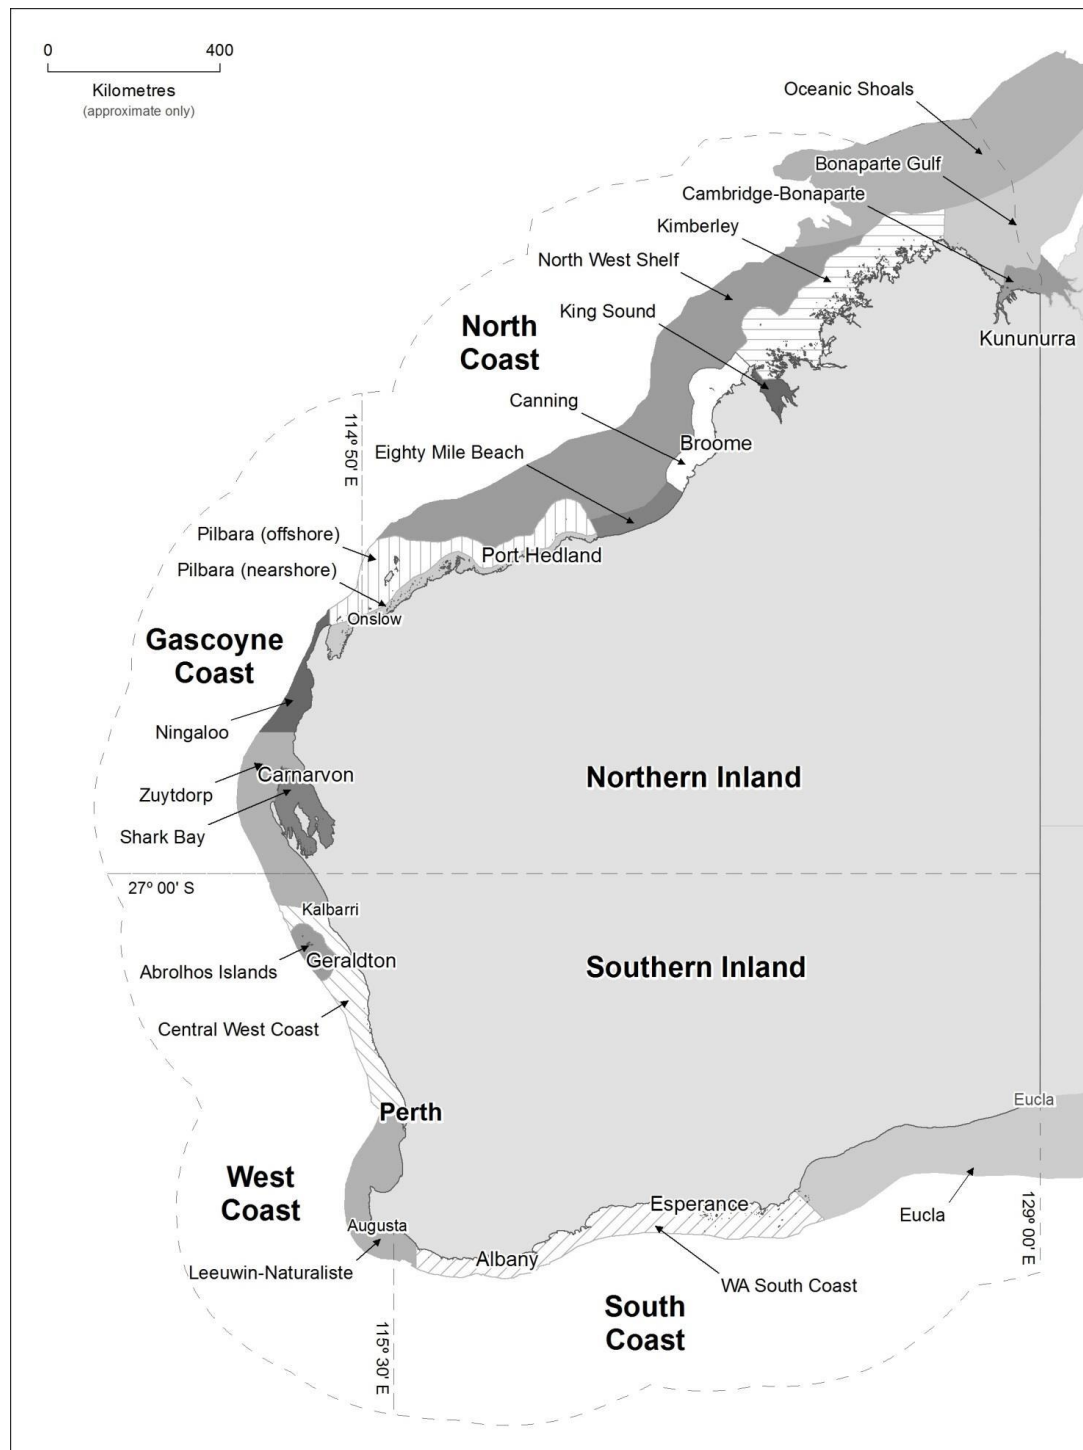 0 400
Kilometres
(approximate only)
Oceanic Shoals
Bonaparte Gulf
Cambridge-Bonaparte
Kimberley
North West Shelf
King Sound
North
Coast
Kununurra
Canning
114° 50' E
Broome
Eighty Mile Beach
Pilbara (offshore)
Port Hedland
Pilbara (nearshore)
Onslow
Gascoyne
Coast
Ningaloo
Carnarvon
Northern Inland
Zuytdorp
Shark Bay
27° 00' S
Kalbarri
Geraldton
Abrolhos Islands
Southern Inland
Central West Coast
Perth
Eucla
West
Coast
Esperance
Eucla
129° 00' E
Augusta
Albany
Leeuwin-Naturaliste
WA South Coast
South
Coast
115° 30' E